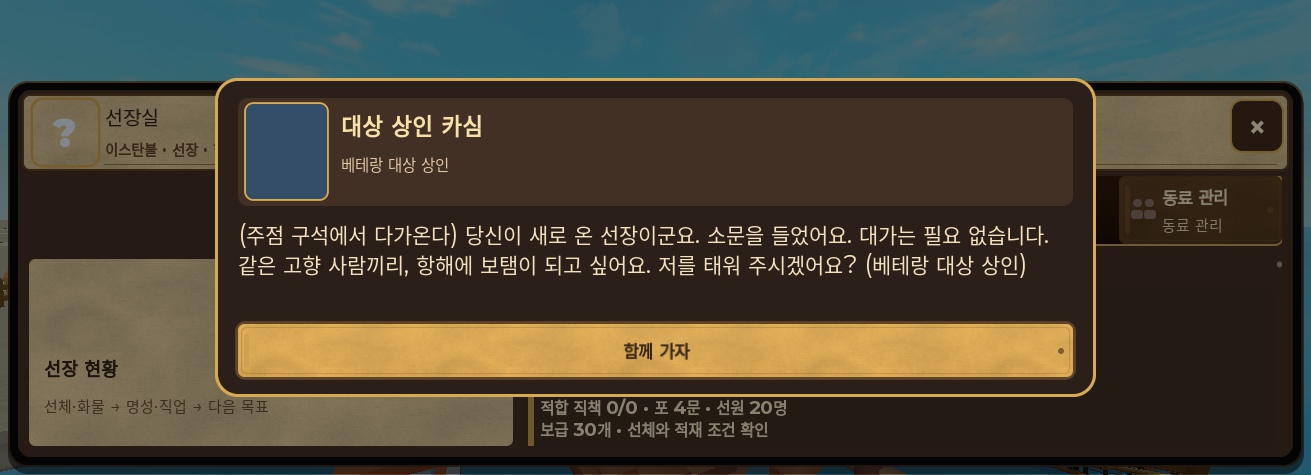 ?
선장실
이스탄불 • 선장 •
×
대상 상인 카심
베테랑 대상 상인
(주점 구석에서 다가온다) 당신이 새로 온 선장이군요. 소문을 들었어요. 대가는 필요 없습니다.
같은 고향 사람끼리, 항해에 보탬이 되고 싶어요. 저를 태워 주시겠어요? (베테랑 대상 상인)
함께 가자
동료 관리
동료 관리
선장 현황
선체·화물 → 명성·직업 → 다음 목표
적합 직책 0/0 • 포 4문 • 선원 20명
보급 30개 • 선체와 적재 조건 확인